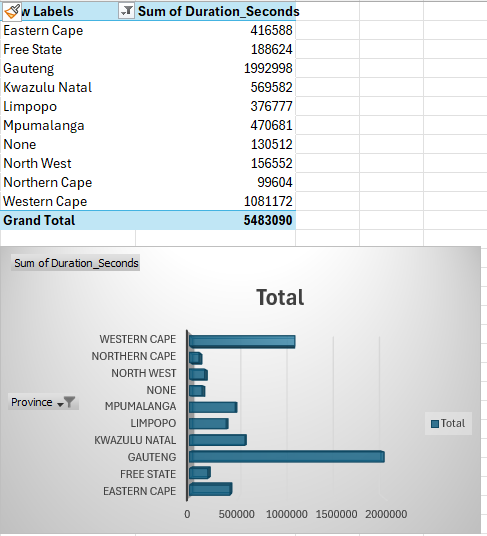 w Labels Sum of Duration_Seconds
Eastern Cape 416588
Free State 188624
Gauteng 1992998
Kwazulu Natal 569582
Limpopo 376777
Mpumalanga 470681
None 130512
North West 156552
Northern Cape 99604
Western Cape 1081172
Grand Total 5483090
Sum of Duration_Seconds
Total
WESTERN CAPE
NORTHERN CAPE
NORTH WEST
NONE
Province
MPUMALANGA
LIMPOPO
Total
KWAZULU NATAL
GAUTENG
FREE STATE
EASTERN CAPE
0 500000 1000000 1500000 2000000